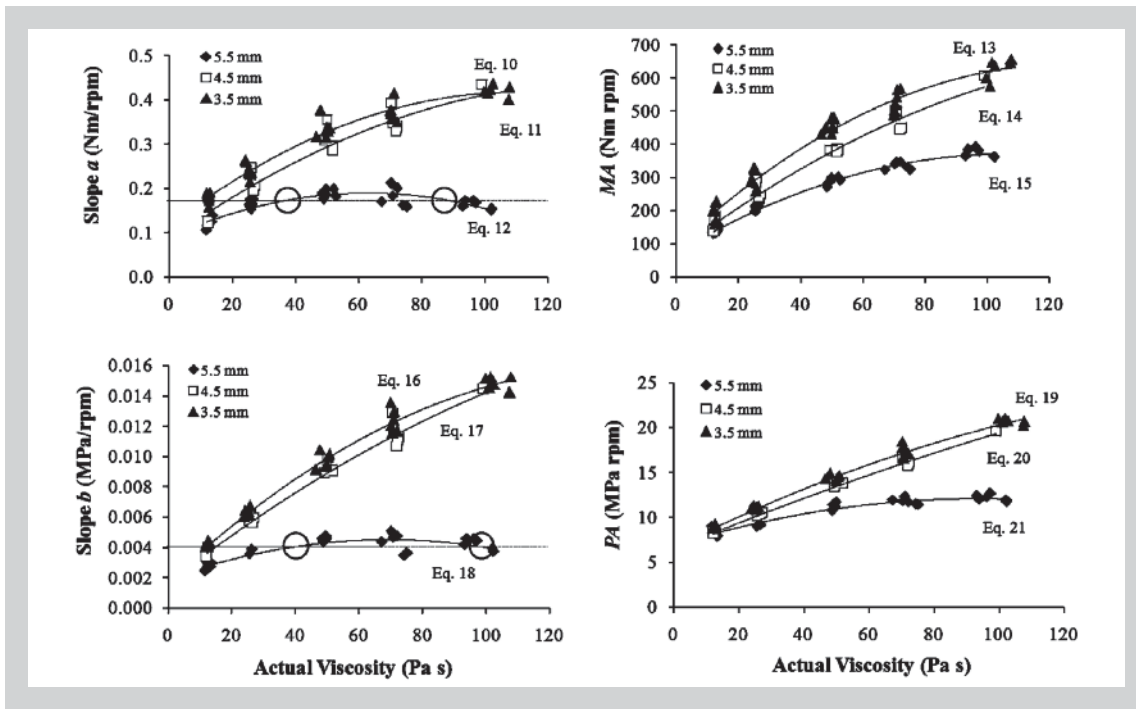 Slope a (Nm/rpm)
0.5
0.4
0.3
0.2
0.1
0.0
5.5 mm
4.5 mm
3.5 mm
Eq. 10
Eq. 11
Eq. 12
0 20 40 60 80 100 120
MA (Nm rpm)
700
600
500
400
300
200
100
0
5.5 mm
4.5 mm
3.5 mm
Eq. 13
Eq. 14
Eq. 15
0 20 40 60 80 100 120
Slope b (MPa/rpm)
0.016
0.014
0.012
0.010
0.008
0.006
0.004
0.002
0.000
5.5 mm
4.5 mm
3.5 mm
Eq. 16
Eq. 17
Eq. 18
0 20 40 60 80 100 120
Actual Viscosity (Pa s)
PA (MPa rpm)
25
20
15
10
5
0
5.5 mm
4.5 mm
3.5 mm
Eq. 19
Eq. 20
Eq. 21
0 20 40 60 80 100 120
Actual Viscosity (Pa s)